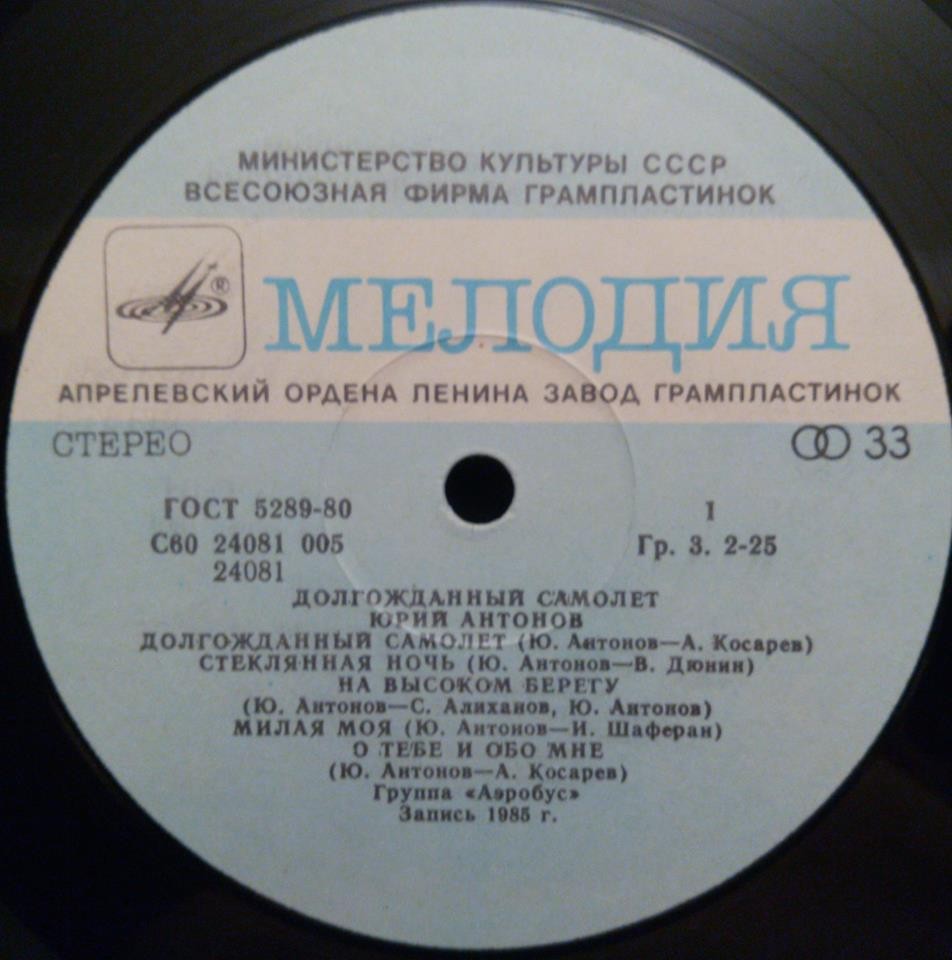 МИНИСТЕРСТВО КУЛЬТУРЫ СССР
ВСЕСОЮЗНАЯ ФИРМА ГРАМПЛАСТИНОК
® МЕЛОДИЯ
АПРЕЛЕВСКИЙ ОРДЕНА ЛЕНИНА ЗАВОД ГРАМПЛАСТИНОК
СТЕРЕО 33
ГОСТ 5289-80 1
С60 24081 005 Гр. 3. 2-25
24081
ДОЛГОЖДАННЫЙ САМОЛЕТ
ЮРИЙ АНТОНОВ
ДОЛГОЖДАННЫЙ САМОЛЕТ (Ю. Антонов—А. Косарев)
СТЕКЛЯННАЯ НОЧЬ (Ю. Антонов—В. Дюнин)
НА ВЫСОКОМ БЕРЕГУ
(Ю. Антонов—С. Алиханов, Ю. Антонов)
МИЛАЯ МОЯ (Ю. Антонов—И. Шаферан)
О ТЕБЕ И ОБО МНЕ
(Ю. Антонов—А. Косарев)
Группа «Аэробус»
Запись 1985 г.